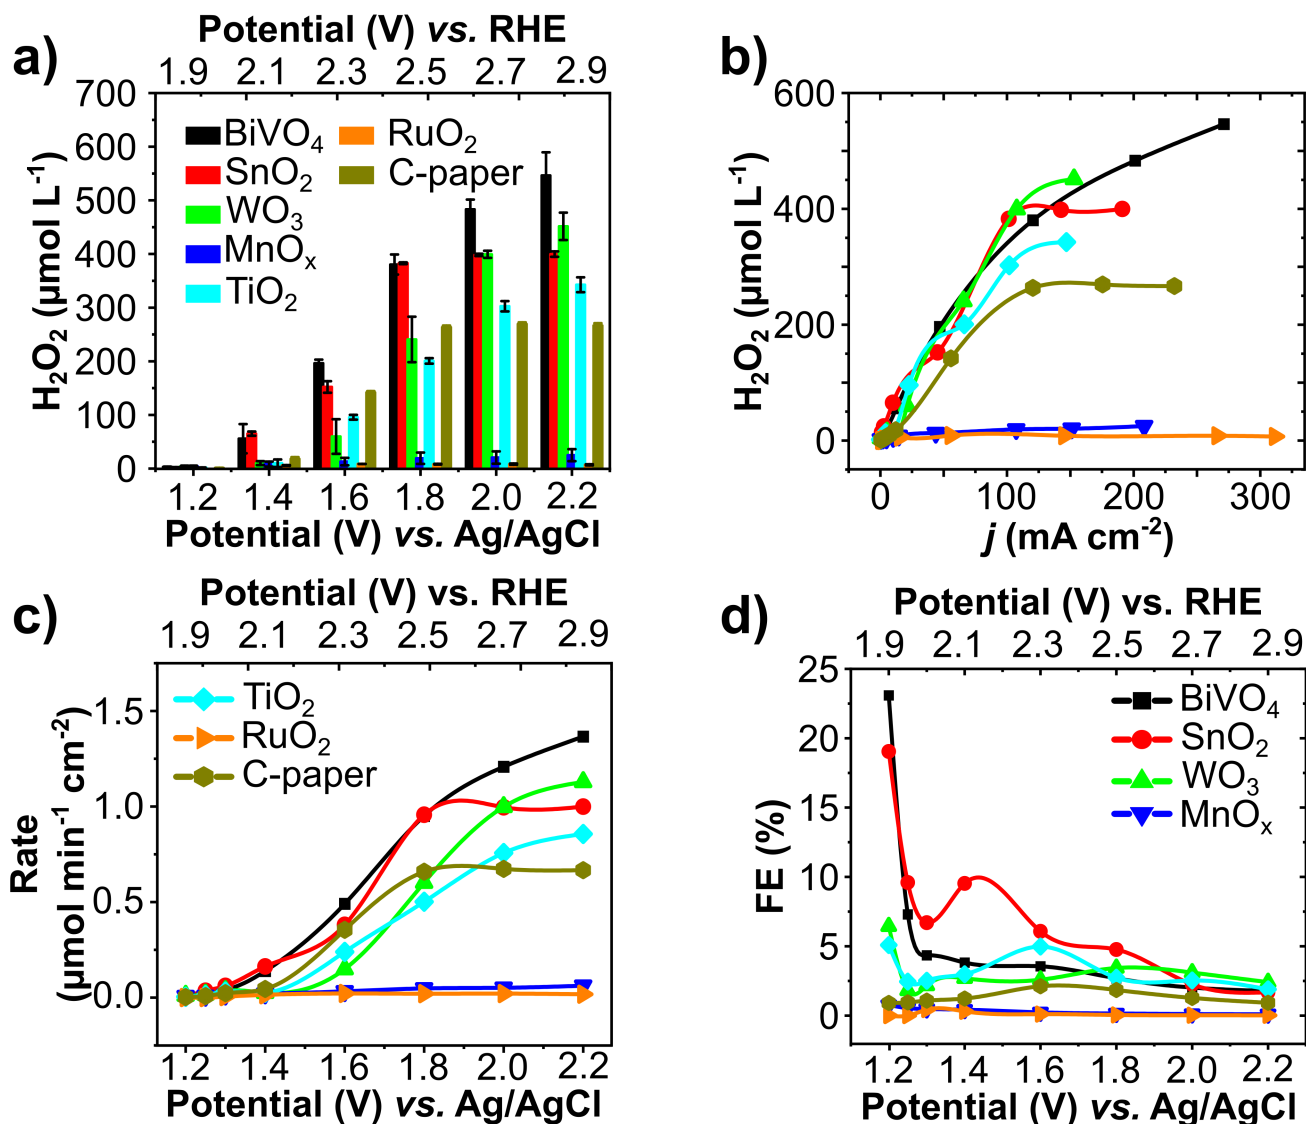 a)
Potential (V) vs. RHE
1.9 2.1 2.3 2.5 2.7 2.9
H₂O₂ (µmol L⁻¹)
700
600
500
400
300
200
100
0
BiVO₄
SnO₂
WO₃
MnOₓ
TiO₂
RuO₂
C-paper
1.2 1.4 1.6 1.8 2.0 2.2
Potential (V) vs. Ag/AgCl
b)
H₂O₂ (µmol L⁻¹)
600
400
200
0
0 100 200 300
j (mA cm⁻²)
c)
Potential (V) vs. RHE
1.9 2.1 2.3 2.5 2.7 2.9
Rate
(µmol min⁻¹ cm⁻²)
1.5
1.0
0.5
0.0
TiO₂
RuO₂
C-paper
1.2 1.4 1.6 1.8 2.0 2.2
Potential (V) vs. Ag/AgCl
d)
Potential (V) vs. RHE
1.9 2.1 2.3 2.5 2.7 2.9
FE (%)
25
20
15
10
5
0
BiVO₄
SnO₂
WO₃
MnOₓ
1.2 1.4 1.6 1.8 2.0 2.2
Potential (V) vs. Ag/AgCl